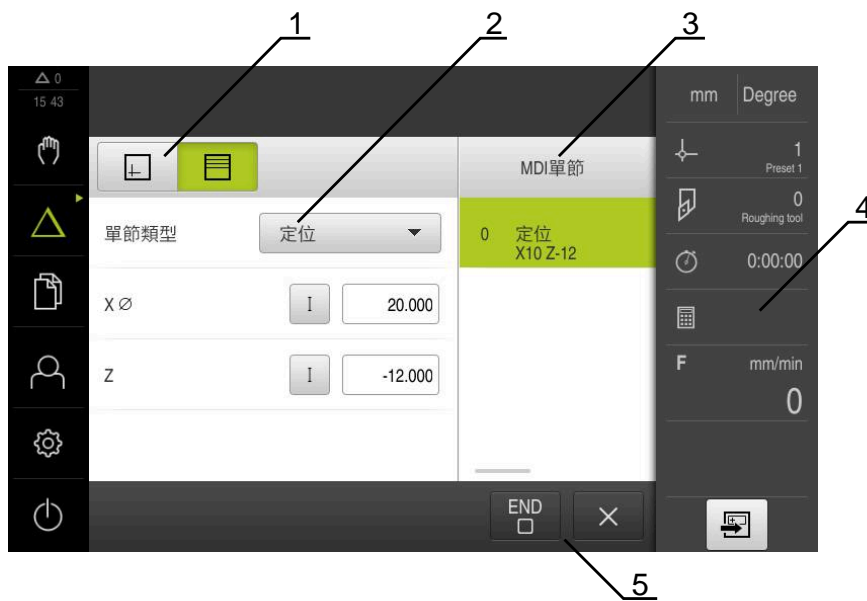 1
2
3
△ 0
15 43
mm
Degree
1
Preset 1
MDI單節
0
Roughing tool
4
單節類型
定位
0 定位
X10 Z-12
0:00:00
X ∅
I
20.000
F
mm/min
0
Z
I
-12.000
END
5